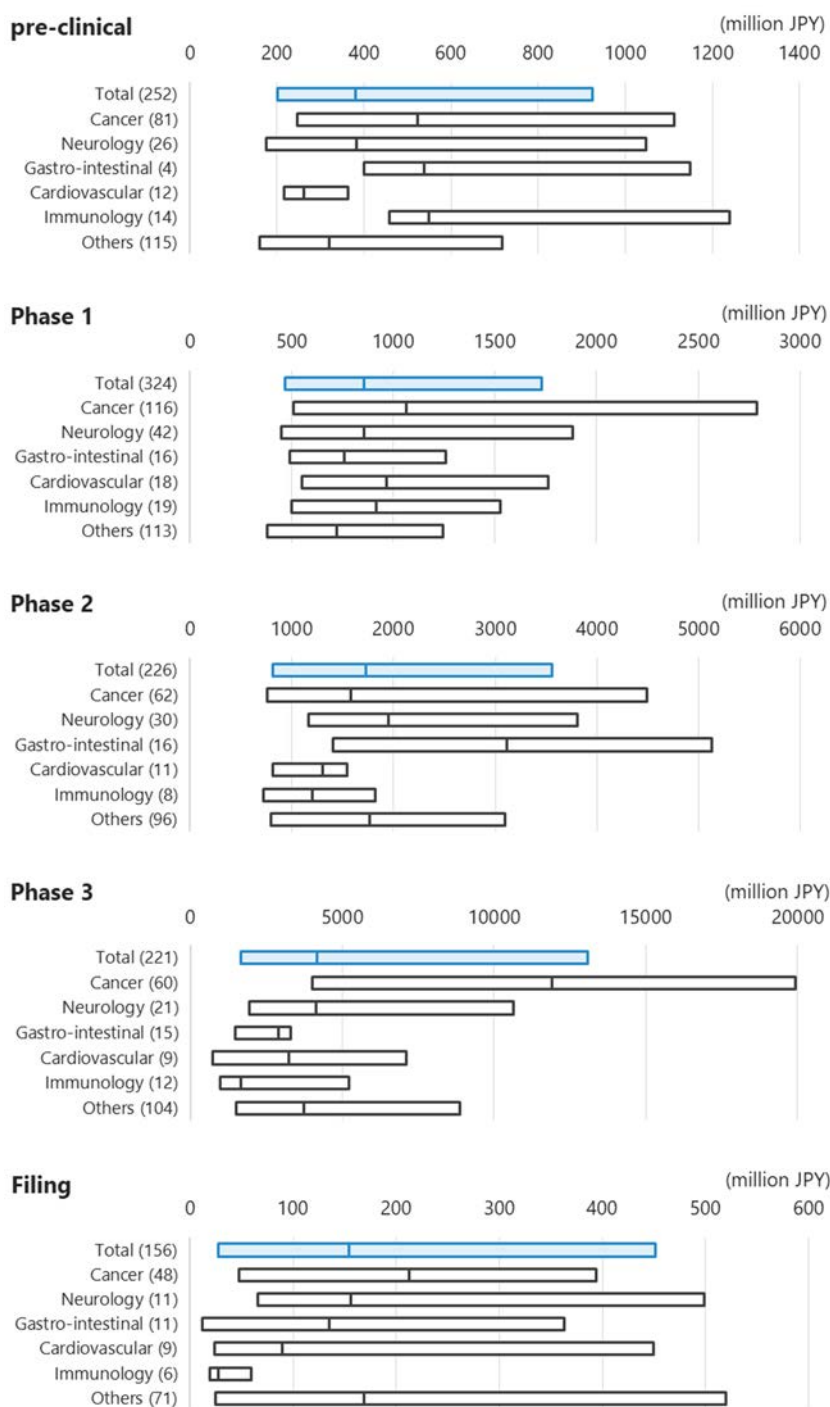 pre-clinical
(million JPY)
0 200 400 600 800 1000 1200 1400
Total (252)
Cancer (81)
Neurology (26)
Gastro-intestinal (4)
Cardiovascular (12)
Immunology (14)
Others (115)
Phase 1
(million JPY)
0 500 1000 1500 2000 2500 3000
Total (324)
Cancer (116)
Neurology (42)
Gastro-intestinal (16)
Cardiovascular (18)
Immunology (19)
Others (113)
Phase 2
(million JPY)
0 1000 2000 3000 4000 5000 6000
Total (226)
Cancer (62)
Neurology (30)
Gastro-intestinal (16)
Cardiovascular (11)
Immunology (8)
Others (96)
Phase 3
(million JPY)
0 5000 10000 15000 20000
Total (221)
Cancer (60)
Neurology (21)
Gastro-intestinal (15)
Cardiovascular (9)
Immunology (12)
Others (104)
Filing
(million JPY)
0 100 200 300 400 500 600
Total (156)
Cancer (48)
Neurology (11)
Gastro-intestinal (11)
Cardiovascular (9)
Immunology (6)
Others (71)